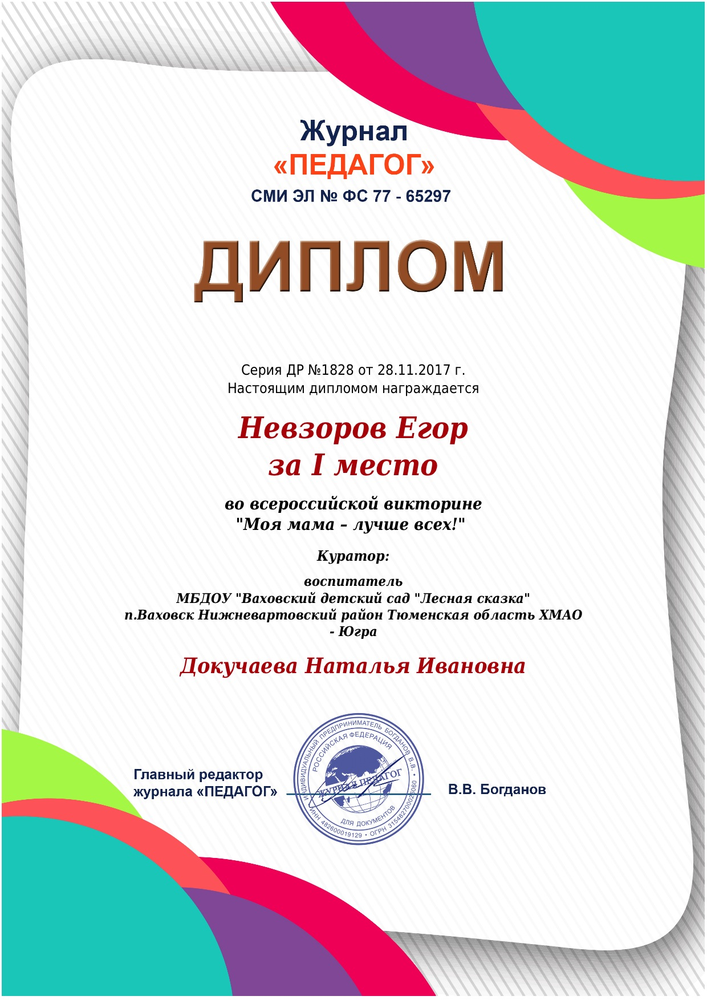 Журнал
«ПЕДАГОГ»
СМИ ЭЛ № ФС 77 - 65297
ДИПЛОМ
Серия ДР №1828 от 28.11.2017 г.
Настоящим дипломом награждается
Невзоров Егор
за I место
во всероссийской викторине
"Моя мама – лучше всех!"
Куратор:
воспитатель
МБДОУ "Ваховский детский сад "Лесная сказка"
п.Ваховск Нижневартовский район Тюменская область ХМАО
- Югра
Докучаева Наталья Ивановна
Главный редактор
журнала «ПЕДАГОГ»
ИНДИВИДУАЛЬНЫЙ ПРЕДПРИНИМАТЕЛЬ БОГДАНОВ В.В. •
РОССИЙСКАЯ ФЕДЕРАЦИЯ
ЖУРНАЛ ПЕДАГОГ
ДЛЯ ДОКУМЕНТОВ
ИНН 482600019129 • ОГРН 315482700025060
В.В. Богданов